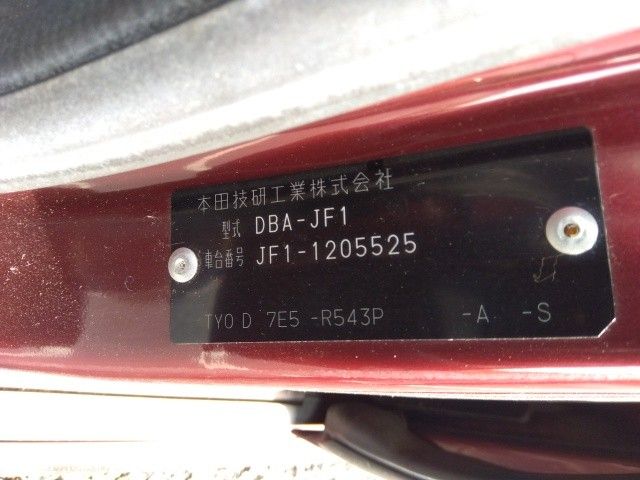 本田技研工業株式会社
型式 DBA-JF1
車台番号 JF1-1205525
TY0 D 7E5 -R543P -A -S